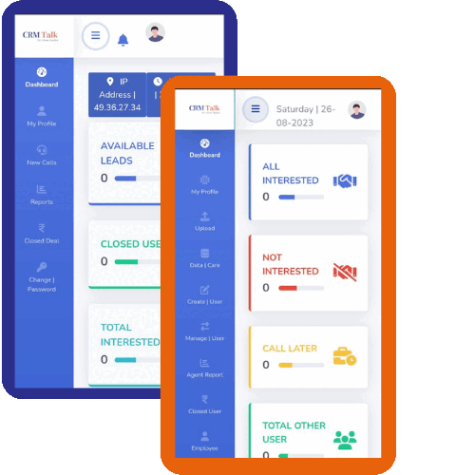 CRM Talk
Dashboard
My Profile
New Calls
Reports
Closed Deal
Change |
Password
IP
Address |
49.36.27.34
AVAILABLE
LEADS
0
CLOSED USE
0
TOTAL
INTERESTED
0
CRM Talk
Saturday | 26-
08-2023
Dashboard
My Profile
Upload
Data | Care
Create | User
Manage | User
Agent Report
Closed User
Employee
ALL
INTERESTED
0
NOT
INTERESTED
0
CALL LATER
0
TOTAL OTHER
USER
0